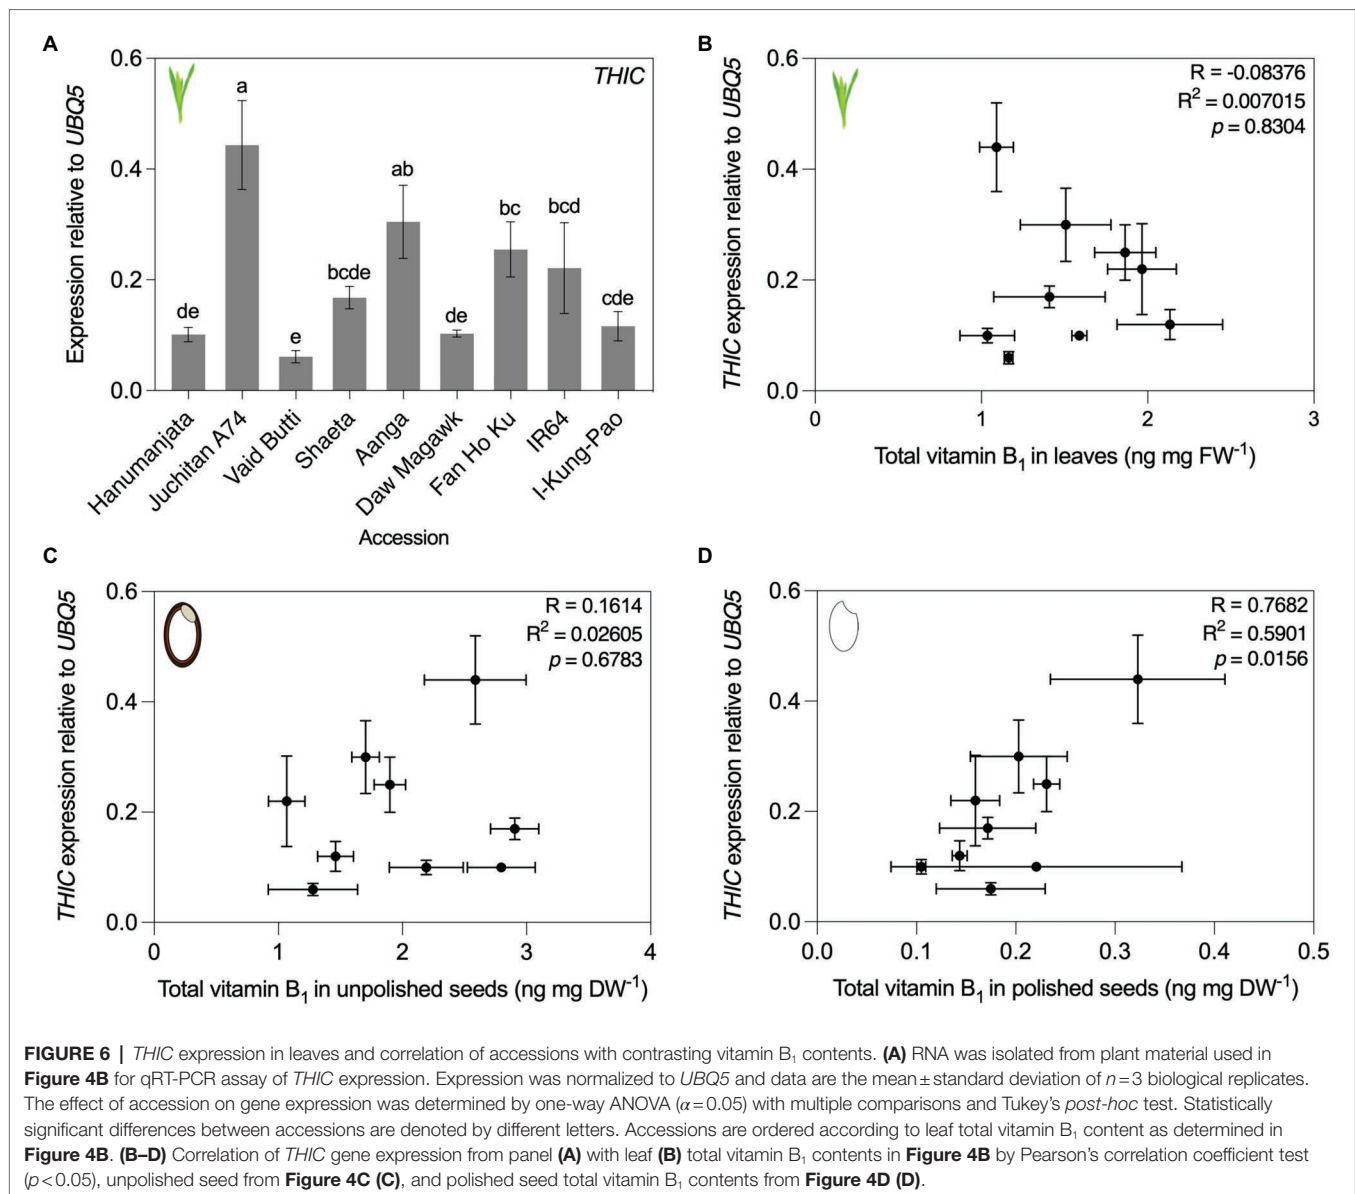 A
0.6
THIC
a
Expression relative to UBQ5
0.4
ab
bc
bcd
bcde
0.2
de
de
cde
e
0.0
Hanumanjata
Juchitan A74
Vaid Butti
Shaeta
Aanga
Daw Magawk
Fan Ho Ku
IR64
I-Kung-Pao
Accession
B
0.6
R = -0.08376
R² = 0.007015
p = 0.8304
THIC expression relative to UBQ5
0.4
0.2
0.0
0 1 2 3
Total vitamin B₁ in leaves (ng mg FW⁻¹)
C
0.6
R = 0.1614
R² = 0.02605
p = 0.6783
THIC expression relative to UBQ5
0.4
0.2
0.0
0 1 2 3 4
Total vitamin B₁ in unpolished seeds (ng mg DW⁻¹)
D
0.6
R = 0.7682
R² = 0.5901
p = 0.0156
THIC expression relative to UBQ5
0.4
0.2
0.0
0.0 0.1 0.2 0.3 0.4 0.5
Total vitamin B₁ in polished seeds (ng mg DW⁻¹)
FIGURE 6 | THIC expression in leaves and correlation of accessions with contrasting vitamin B₁ contents. (A) RNA was isolated from plant material used in
Figure 4B for qRT-PCR assay of THIC expression. Expression was normalized to UBQ5 and data are the mean ± standard deviation of n = 3 biological replicates.
The effect of accession on gene expression was determined by one-way ANOVA (α = 0.05) with multiple comparisons and Tukey's post-hoc test. Statistically
significant differences between accessions are denoted by different letters. Accessions are ordered according to leaf total vitamin B₁ content as determined in
Figure 4B. (B–D) Correlation of THIC gene expression from panel (A) with leaf (B) total vitamin B₁ contents in Figure 4B by Pearson's correlation coefficient test
(p < 0.05), unpolished seed from Figure 4C (C), and polished seed total vitamin B₁ contents from Figure 4D (D).